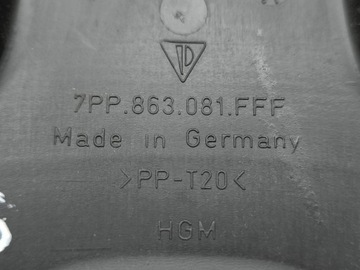 7PP.863.081.FFF
Made in Germany
>PP-T20<
HGM